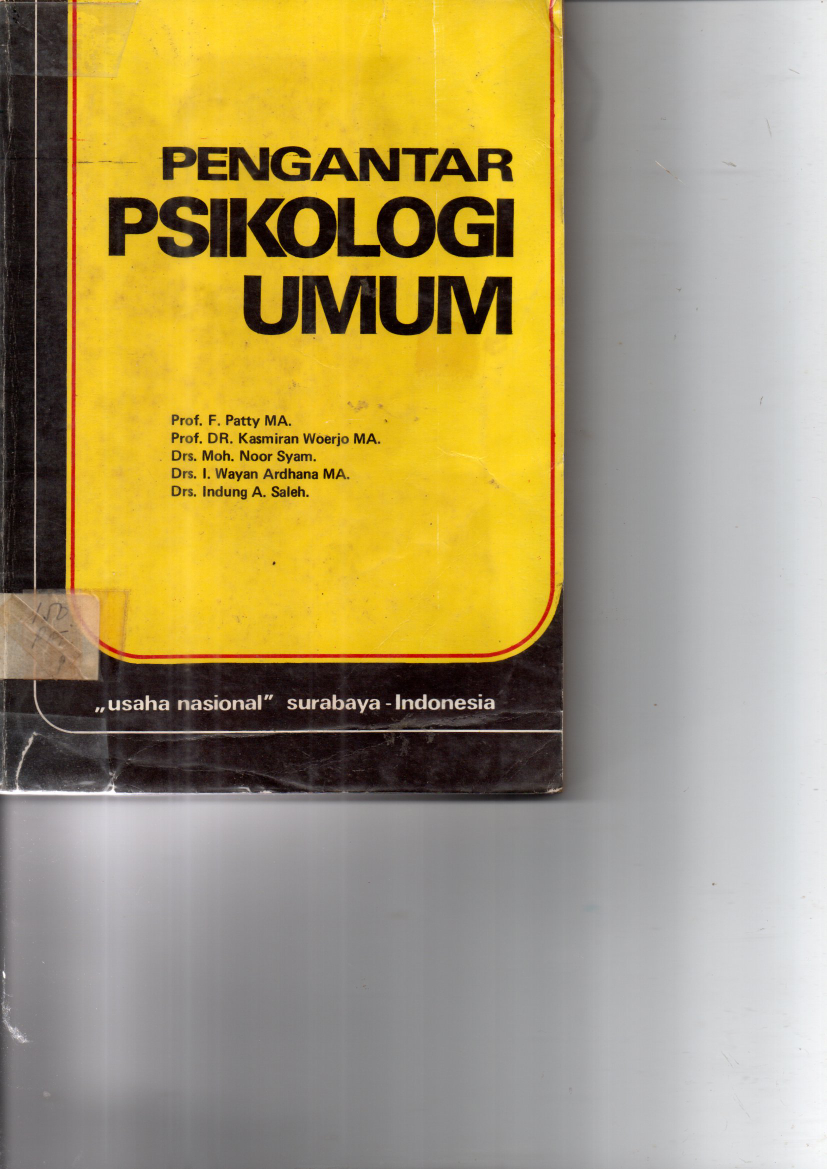 PENGANTAR
PSIKOLOGI
UMUM
Prof. F. Patty MA.
Prof. DR. Kasmiran Woerjo MA.
Drs. Moh. Noor Syam.
Drs. I. Wayan Ardhana MA.
Drs. Indung A. Saleh.
150
„usaha nasional” surabaya - Indonesia